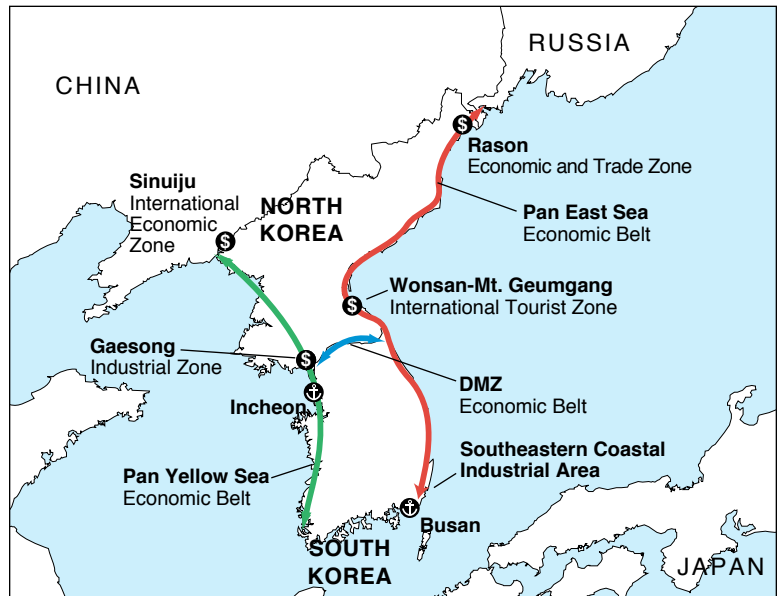 RUSSIA
CHINA
Rason
Economic and Trade Zone
Sinuiju
International
Economic
Zone
NORTH
KOREA
Pan East Sea
Economic Belt
Wonsan-Mt. Geumgang
International Tourist Zone
Gaesong
Industrial Zone
DMZ
Economic Belt
Incheon
Southeastern Coastal
Industrial Area
Pan Yellow Sea
Economic Belt
Busan
SOUTH
KOREA
JAPAN
$
$
$
$